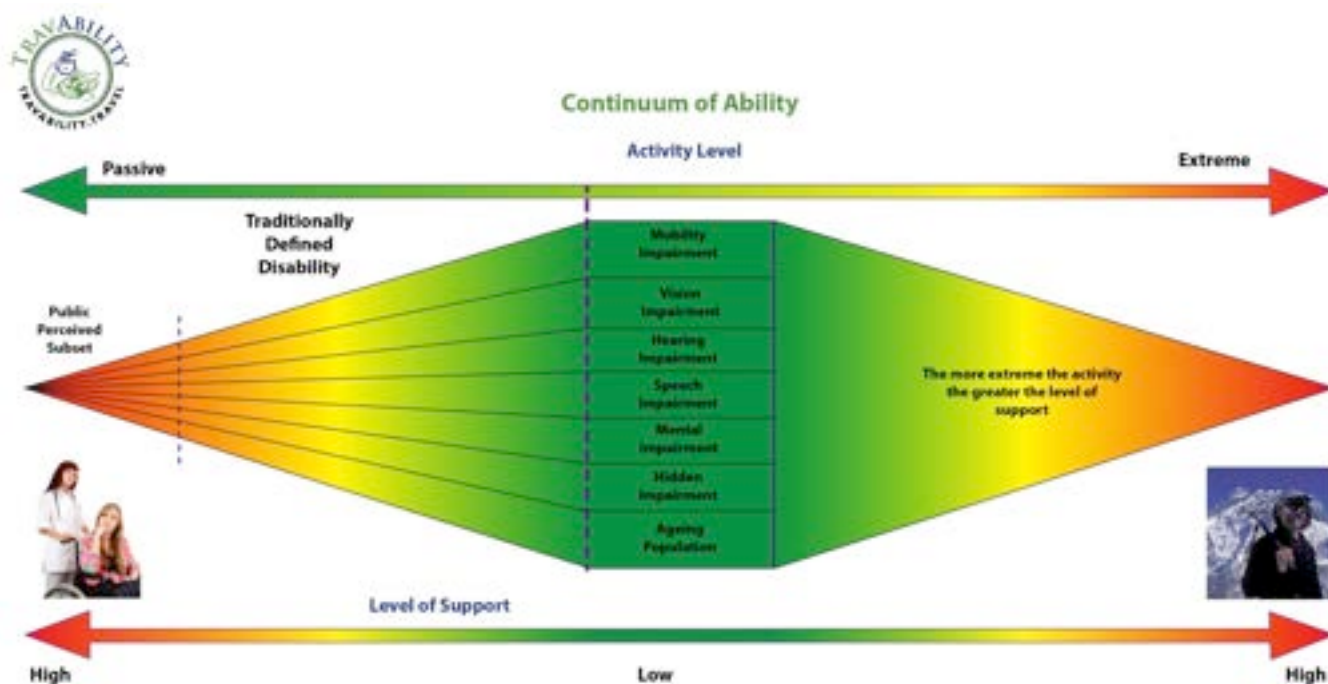 TRAVABILITY
TRAVABILITY.TRAVEL
Continuum of Ability
Activity Level
Passive
Extreme
Traditionally
Defined
Disability
Public
Perceived
Subset
Mobility
Impairment
Vision
Impairment
Hearing
Impairment
Speech
Impairment
Mental
Impairment
Hidden
Impairment
Ageing
Population
The more extreme the activity
the greater the level of
support
Level of Support
High
Low
High